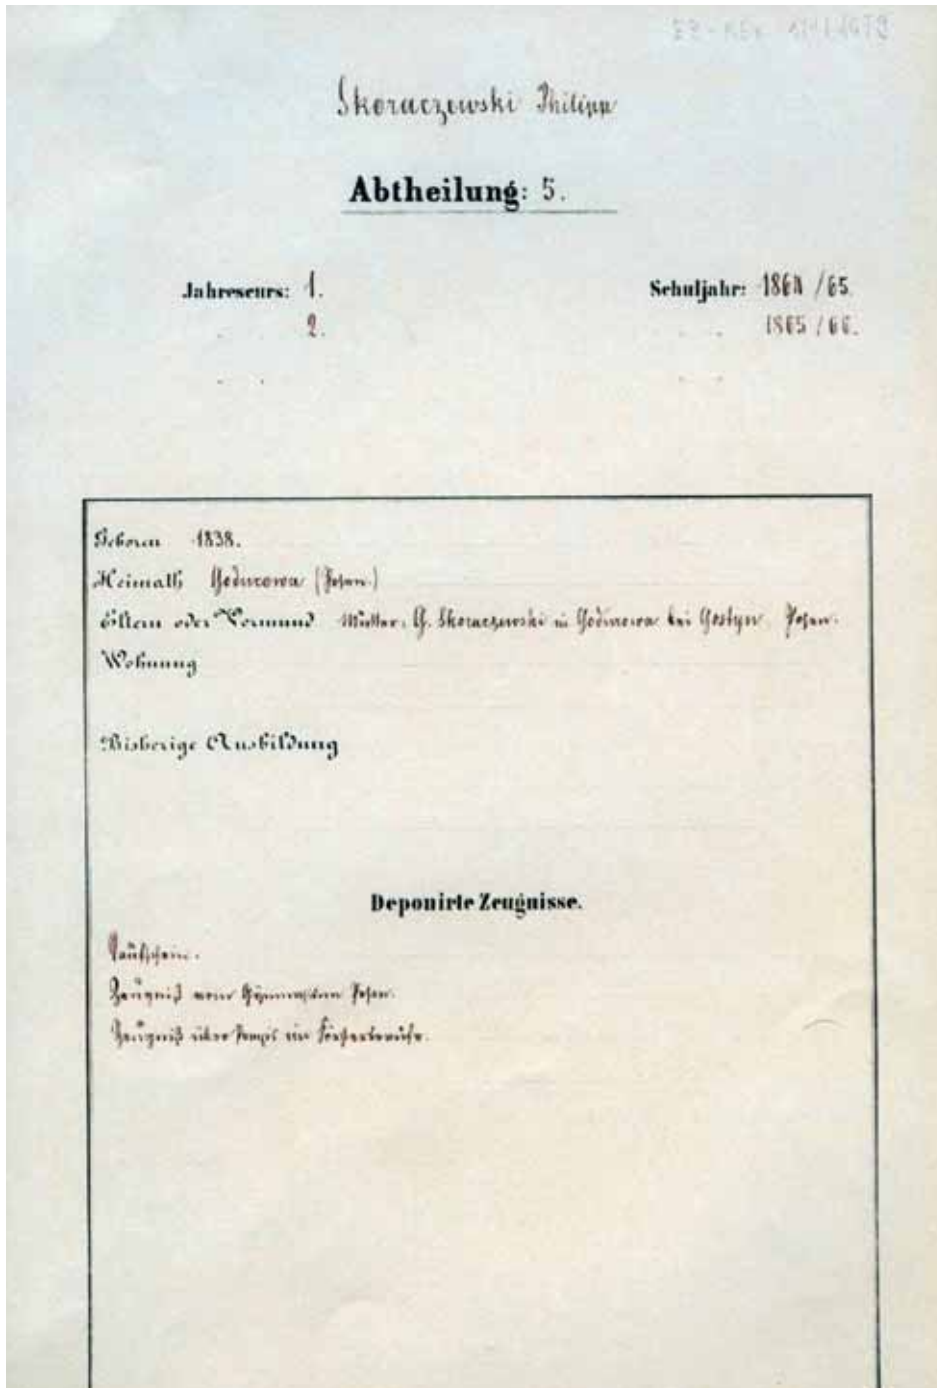 Skoraczewski Philipp
Abtheilung: 5.
Jahrescurs: 1. Schuljahr: 1864/65.
" " 2. " " 1865/66.
" " " "
Geboren 1838.
Heimath Godurowa (Posen.)
Eltern oder Vormund Mutter: G. Skoraczewski in Godurowa bei Gostyn Posen.
Wohnung
Bisherige Ausbildung
Deponirte Zeugnisse.
Taufschein.
Zeugniß vom Gymnasium Posen.
Zeugniß über Praxis im Forstberufe.